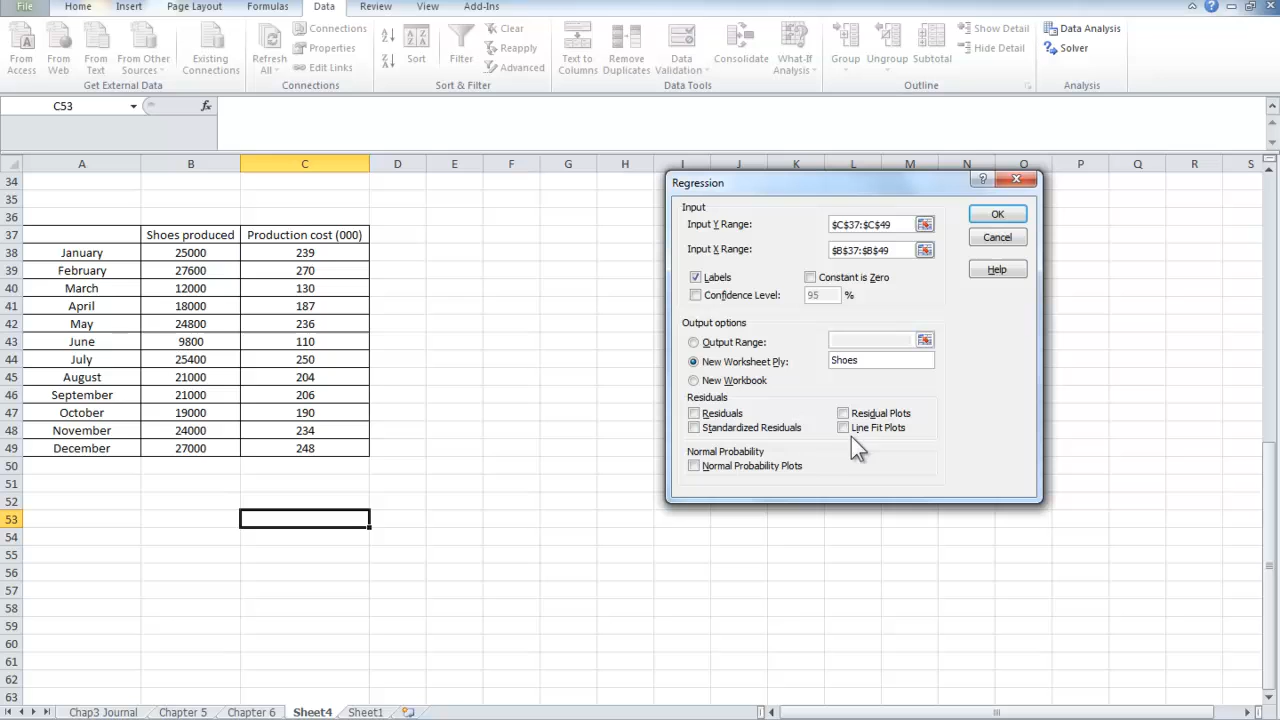 File Home Insert Page Layout Formulas Data Review View Add-Ins
From Access
From Web
From Text
From Other Sources
Existing Connections
Get External Data
Refresh All
Connections
Properties
Edit Links
Connections
Sort
Filter
Clear
Reapply
Advanced
Sort & Filter
Text to Columns
Remove Duplicates
Data Validation
Consolidate
What-If Analysis
Data Tools
Group
Ungroup
Subtotal
Show Detail
Hide Detail
Outline
Data Analysis
Solver
Analysis
C53 fx
A B C D E F G H I J K L M N O P Q R S
34
35
36
37 Shoes produced Production cost (000)
38 January 25000 239
39 February 27600 270
40 March 12000 130
41 April 18000 187
42 May 24800 236
43 June 9800 110
44 July 25400 250
45 August 21000 204
46 September 21000 206
47 October 19000 190
48 November 24000 234
49 December 27000 248
50
51
52
53
54
55
56
57
58
59
60
61
62
63
Regression
Input
Input Y Range: $C$37:$C$49
Input X Range: $B$37:$B$49
Labels Constant is Zero
Confidence Level: 95 %
Output options
Output Range:
New Worksheet Ply: Shoes
New Workbook
Residuals
Residuals Residual Plots
Standardized Residuals Line Fit Plots
Normal Probability
Normal Probability Plots
OK
Cancel
Help
Chap3 Journal Chapter 5 Chapter 6 Sheet4 Sheet1